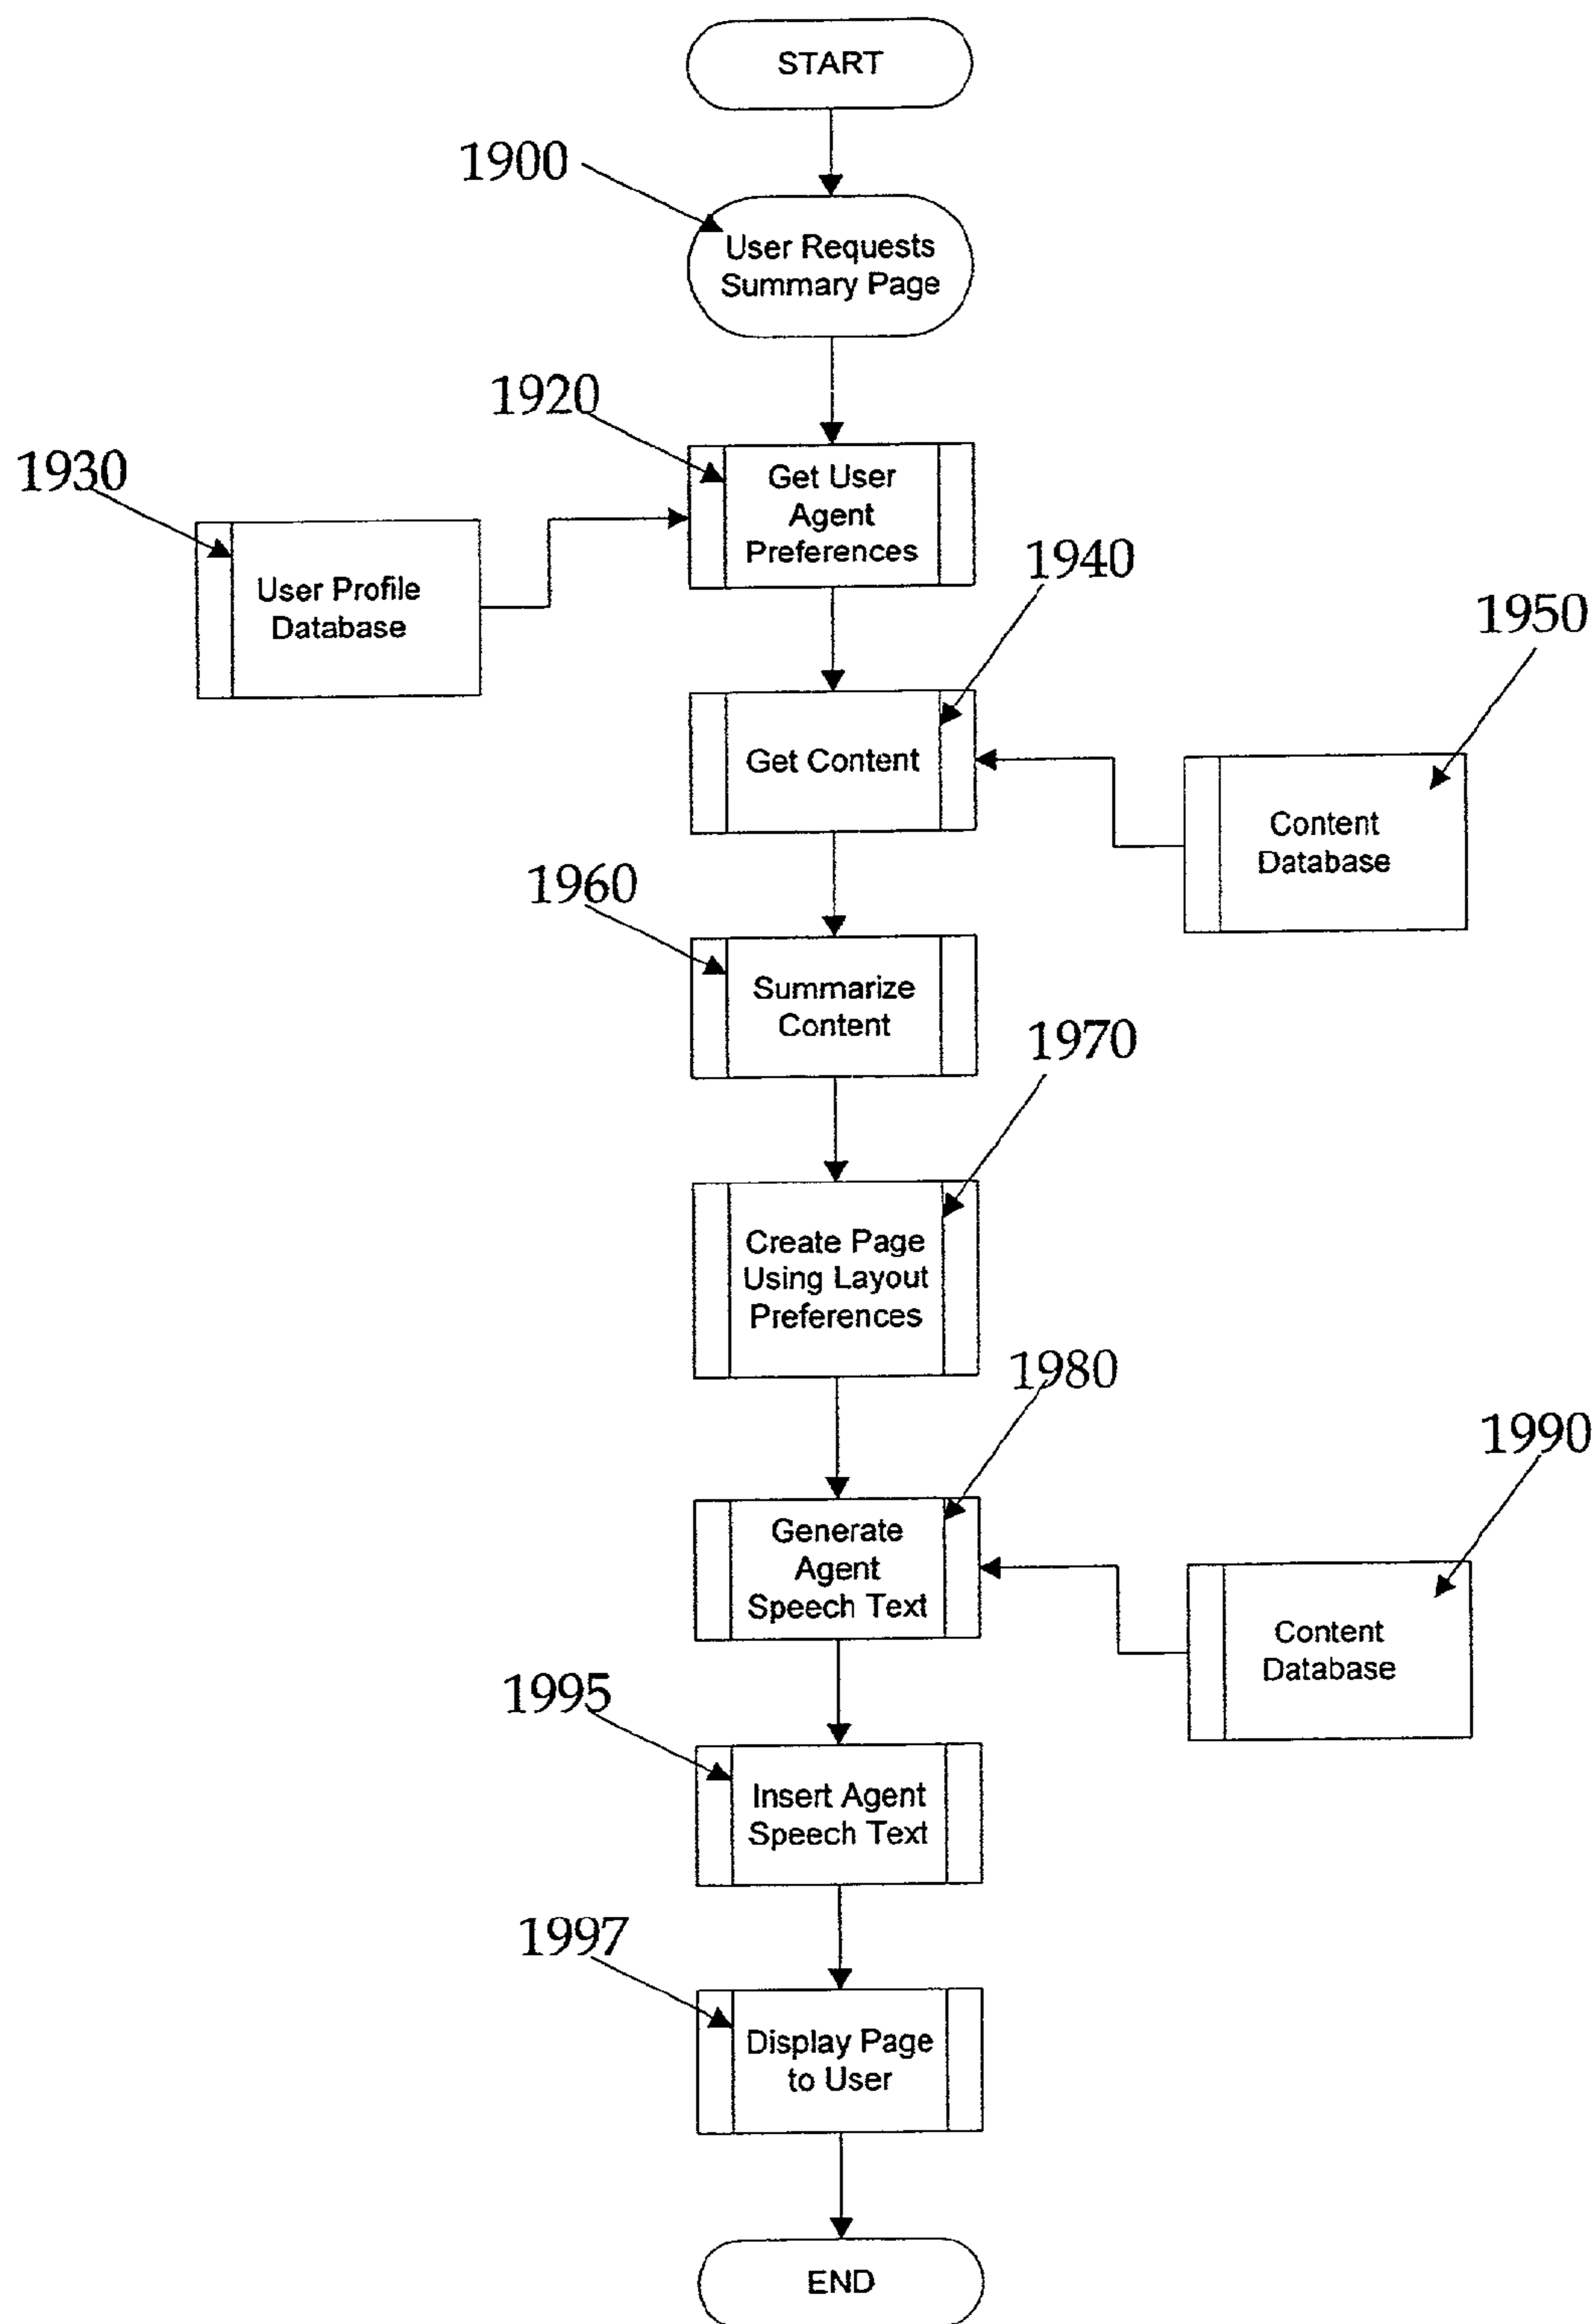 START
1900
User Requests
Summary Page
1920
Get User
Agent
Preferences
1930
User Profile
Database
1940
Get Content
1950
Content
Database
1960
Summarize
Content
1970
Create Page
Using Layout
Preferences
1980
Generate
Agent
Speech Text
1990
Content
Database
1995
Insert Agent
Speech Text
1997
Display Page
to User
END